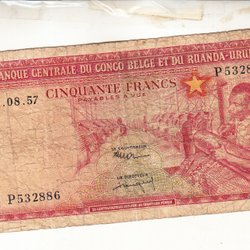 BANQUE CENTRALE DU CONGO BELGE ET DU RUANDA-URU
.08.57
CINQUANTE FRANCS
P532
PAYABLES A VUE
LE GOUVERNEUR
LE DIRECTEUR
P532886